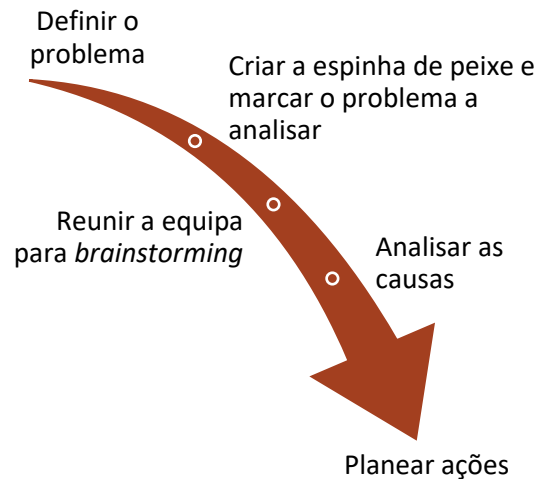 Definir o
problema
Criar a espinha de peixe e
marcar o problema a
analisar
Reunir a equipa
para brainstorming
Analisar as
causas
Planear ações